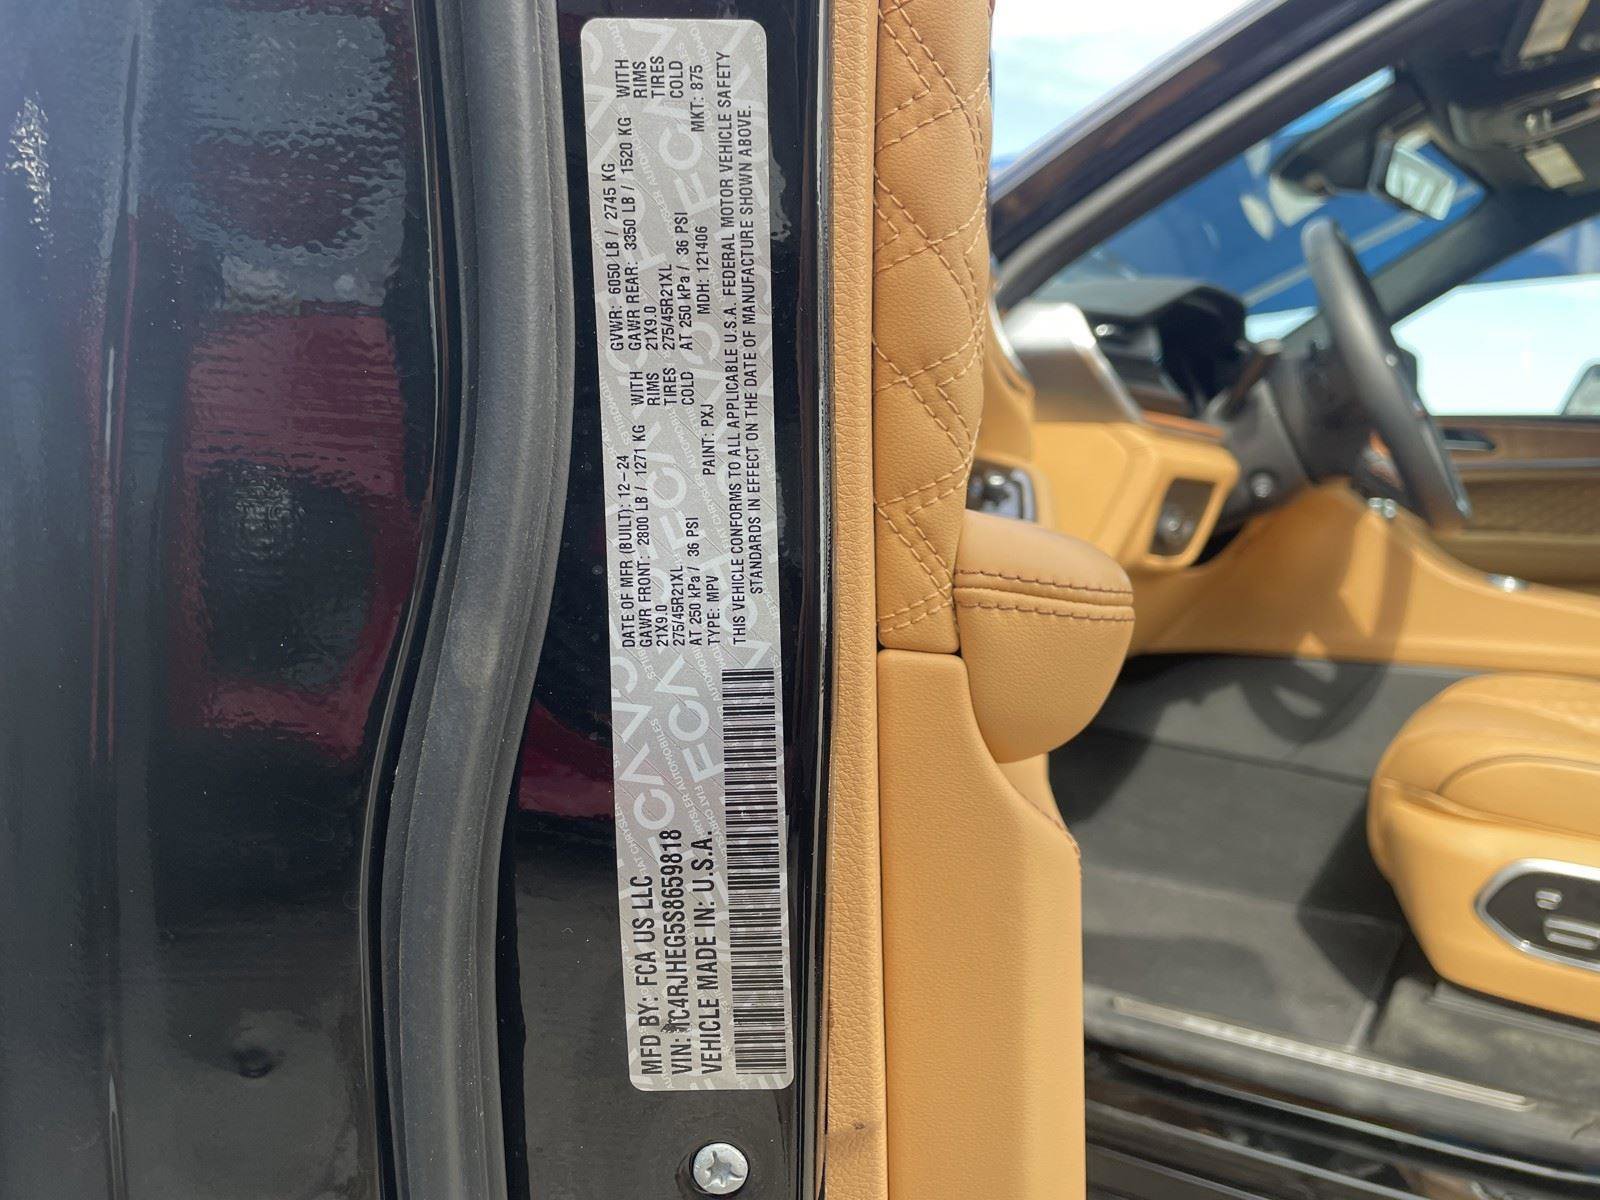 MFD BY: FCA US LLC
DATE OF MFR (BUILT): 12-24
GVWR: 6050 LB / 2745 KG
GAWR FRONT: 2800 LB / 1271 KG WITH
GAWR REAR: 3350 LB / 1520 KG WITH
21X9.0 RIMS
21X9.0 RIMS
275/45R21XL TIRES
275/45R21XL TIRES
AT 250 kPa / 36 PSI COLD
AT 250 kPa / 36 PSI COLD
VIN: 1C4RJHEG5S8659818
TYPE: MPV PAINT: PXJ MDH: 121406 MKT: 875
VEHICLE MADE IN: U.S.A.
THIS VEHICLE CONFORMS TO ALL APPLICABLE U.S.A. FEDERAL MOTOR VEHICLE SAFETY
STANDARDS IN EFFECT ON THE DATE OF MANUFACTURE SHOWN ABOVE.